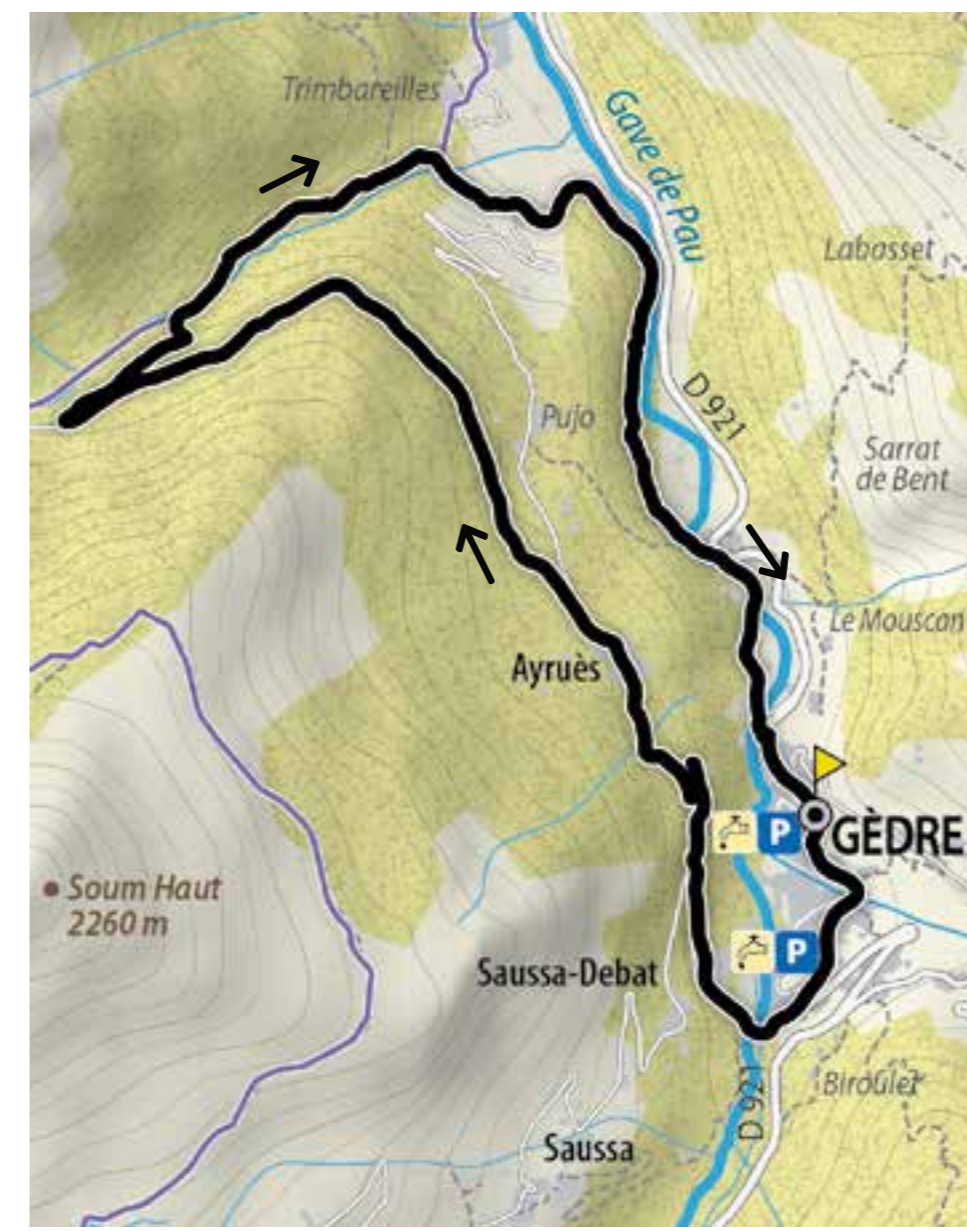 Trimbareilles
Gave de Pau
Labasset
D 921
Pujo
Sarrat
de Bent
Le Mouscan
Ayruès
P
GÈDRE
Soum Haut
2260 m
P
Saussa-Debat
D 921
Biroulet
Saussa